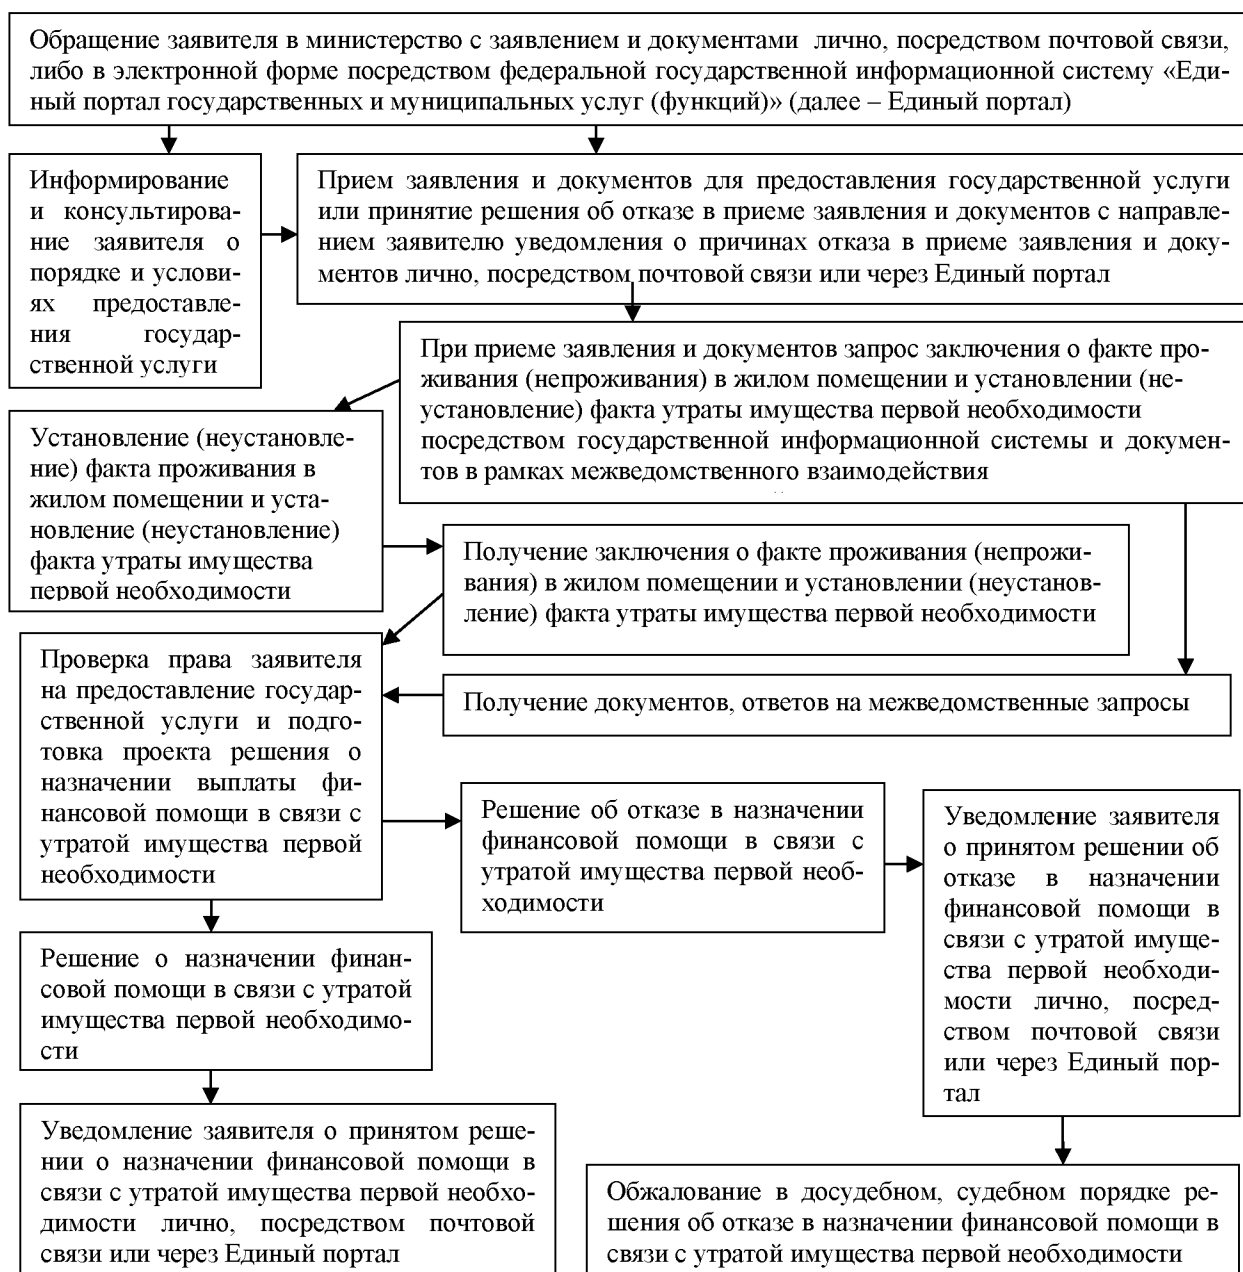 Обращение заявителя в министерство с заявлением и документами лично, посредством почтовой связи,
либо в электронной форме посредством федеральной государственной информационной систему «Еди-
ный портал государственных и муниципальных услуг (функций)» (далее – Единый портал)
Информирование
и консультирова-
ние заявителя о
порядке и услови-
ях предоставле-
ния государ-
ственной услуги
Прием заявления и документов для предоставления государственной услуги
или принятие решения об отказе в приеме заявления и документов с направле-
нием заявителю уведомления о причинах отказа в приеме заявления и доку-
ментов лично, посредством почтовой связи или через Единый портал
При приеме заявления и документов запрос заключения о факте про-
живания (непроживания) в жилом помещении и установлении (не-
установление) факта утраты имущества первой необходимости
посредством государственной информационной системы и докумен-
тов в рамках межведомственного взаимодействия
Установление (неустановле-
ние) факта проживания в
жилом помещении и уста-
новление (неустановление)
факта утраты имущества
первой необходимости
Получение заключения о факте проживания (непрожи-
вания) в жилом помещении и установлении (неустанов-
ление) факта утраты имущества первой необходимости
Проверка права заявителя
на предоставление государ-
ственной услуги и подго-
товка проекта решения о
назначении выплаты фи-
нансовой помощи в связи с
утратой имущества первой
необходимости
Получение документов, ответов на межведомственные запросы
Решение об отказе в назначении
финансовой помощи в связи с
утратой имущества первой необ-
ходимости
Уведомление заявителя
о принятом решении об
отказе в назначении
финансовой помощи в
связи с утратой имуще-
ства первой необходи-
мости лично, посред-
ством почтовой связи
или через Единый пор-
тал
Решение о назначении финан-
совой помощи в связи с утратой
имущества первой необходимо-
сти
Уведомление заявителя о принятом реше-
нии о назначении финансовой помощи в
связи с утратой имущества первой необхо-
димости лично, посредством почтовой
связи или через Единый портал
Обжалование в досудебном, судебном порядке ре-
шения об отказе в назначении финансовой помощи в
связи с утратой имущества первой необходимости